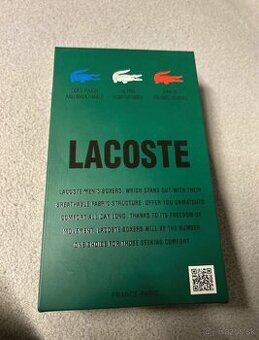 LACOSTE
LACOSTE MEN'S BOXERS, WHICH STAND OUT WITH THEIR
BREATHABLE FABRIC STRUCTURE, OFFER YOU UNMATCHED
COMFORT ALL DAY LONG. THANKS TO ITS FREEDOM OF
MOVEMENT, LACOSTE BOXERS WILL BE THE NUMBER
ONE CHOICE FOR THOSE SEEKING COMFORT.
FRANCE PARIS